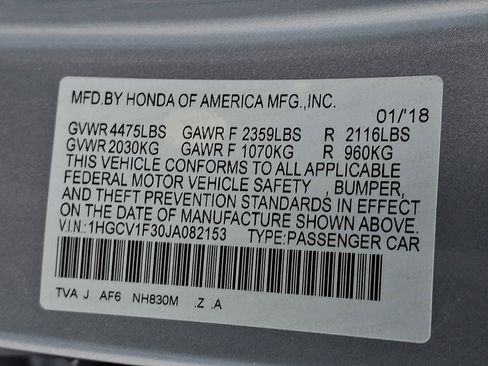 MFD.BY HONDA OF AMERICA MFG.,INC.
01/'18
GVWR 4475LBS GAWR F 2359LBS R 2116LBS
GVWR 2030KG GAWR F 1070KG R 960KG
THIS VEHICLE CONFORMS TO ALL APPLICABLE
FEDERAL MOTOR VEHICLE SAFETY , BUMPER,
AND THEFT PREVENTION STANDARDS IN EFFECT
ON THE DATE OF MANUFACTURE SHOWN ABOVE.
V.I.N.:1HGCV1F30JA082153 TYPE:PASSENGER CAR
TVA J AF6 NH830M .Z .A